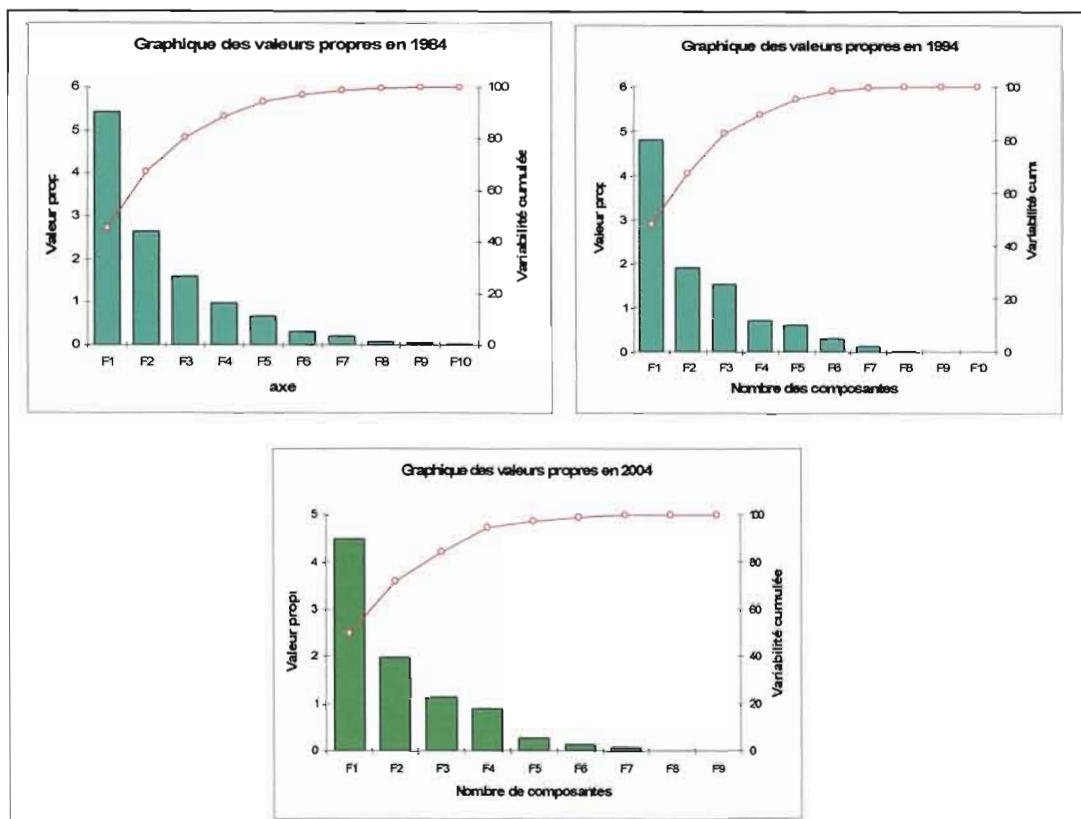 Graphique des valeurs propres en 1984
Valeur prop
6
5
4
3
2
1
0
100
80
60
40
20
0
Variabilité cumulée
F1 F2 F3 F4 F5 F6 F7 F8 F9 F10
axe
Graphique des valeurs propres en 1994
Valeur prop
6
5
4
3
2
1
0
100
80
60
40
20
0
Variabilité cum
F1 F2 F3 F4 F5 F6 F7 F8 F9 F10
Nombre des composantes
Graphique des valeurs propres en 2004
Valeur propr
5
4
3
2
1
0
100
80
60
40
20
0
Variabilité cumulée
F1 F2 F3 F4 F5 F6 F7 F8 F9
Nombre de composantes